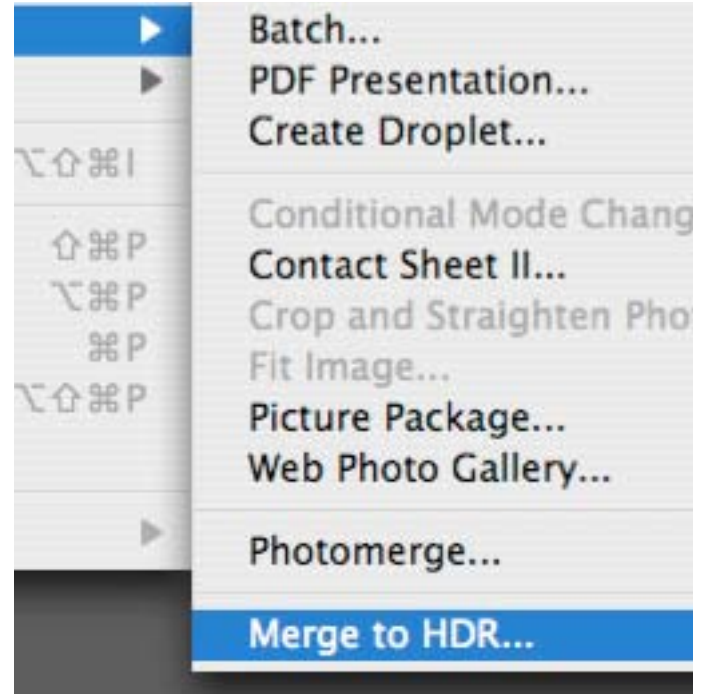 Batch...
PDF Presentation...
Create Droplet...
⌥⇧⌘I
Conditional Mode Chang
⇧⌘P
Contact Sheet II...
⌥⌘P
Crop and Straighten Pho
⌘P
Fit Image...
⌥⇧⌘P
Picture Package...
Web Photo Gallery...
Photomerge...
Merge to HDR...